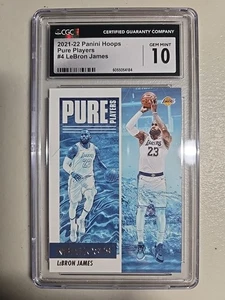 CGC
CERTIFIED GUARANTY COMPANY
2021-22 Panini Hoops
Pure Players
#4 LeBron James
GEM MINT
10
PURE
PLAYERS
LAKERS
23
LeBRON JAMES